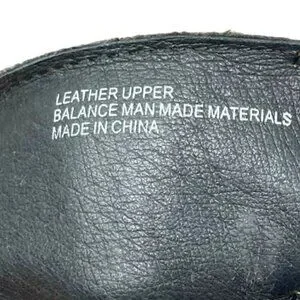 LEATHER UPPER
BALANCE MAN MADE MATERIALS
MADE IN CHINA